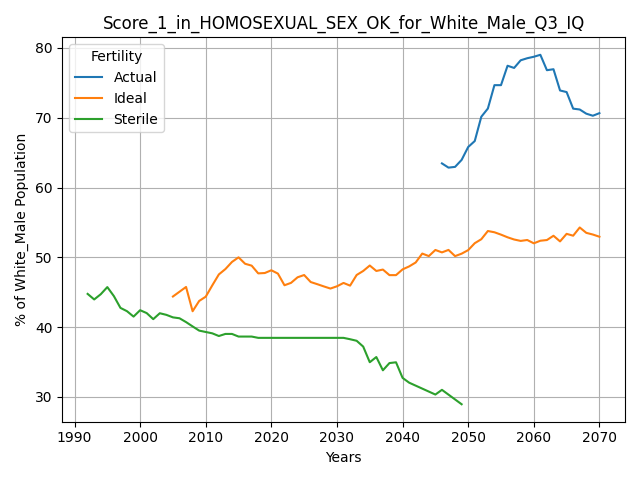 Score_1_in_HOMOSEXUAL_SEX_OK_for_White_Male_Q3_IQ
Fertility
Actual
Ideal
Sterile
% of White_Male Population
80
70
60
50
40
30
1990 2000 2010 2020 2030 2040 2050 2060 2070
Years